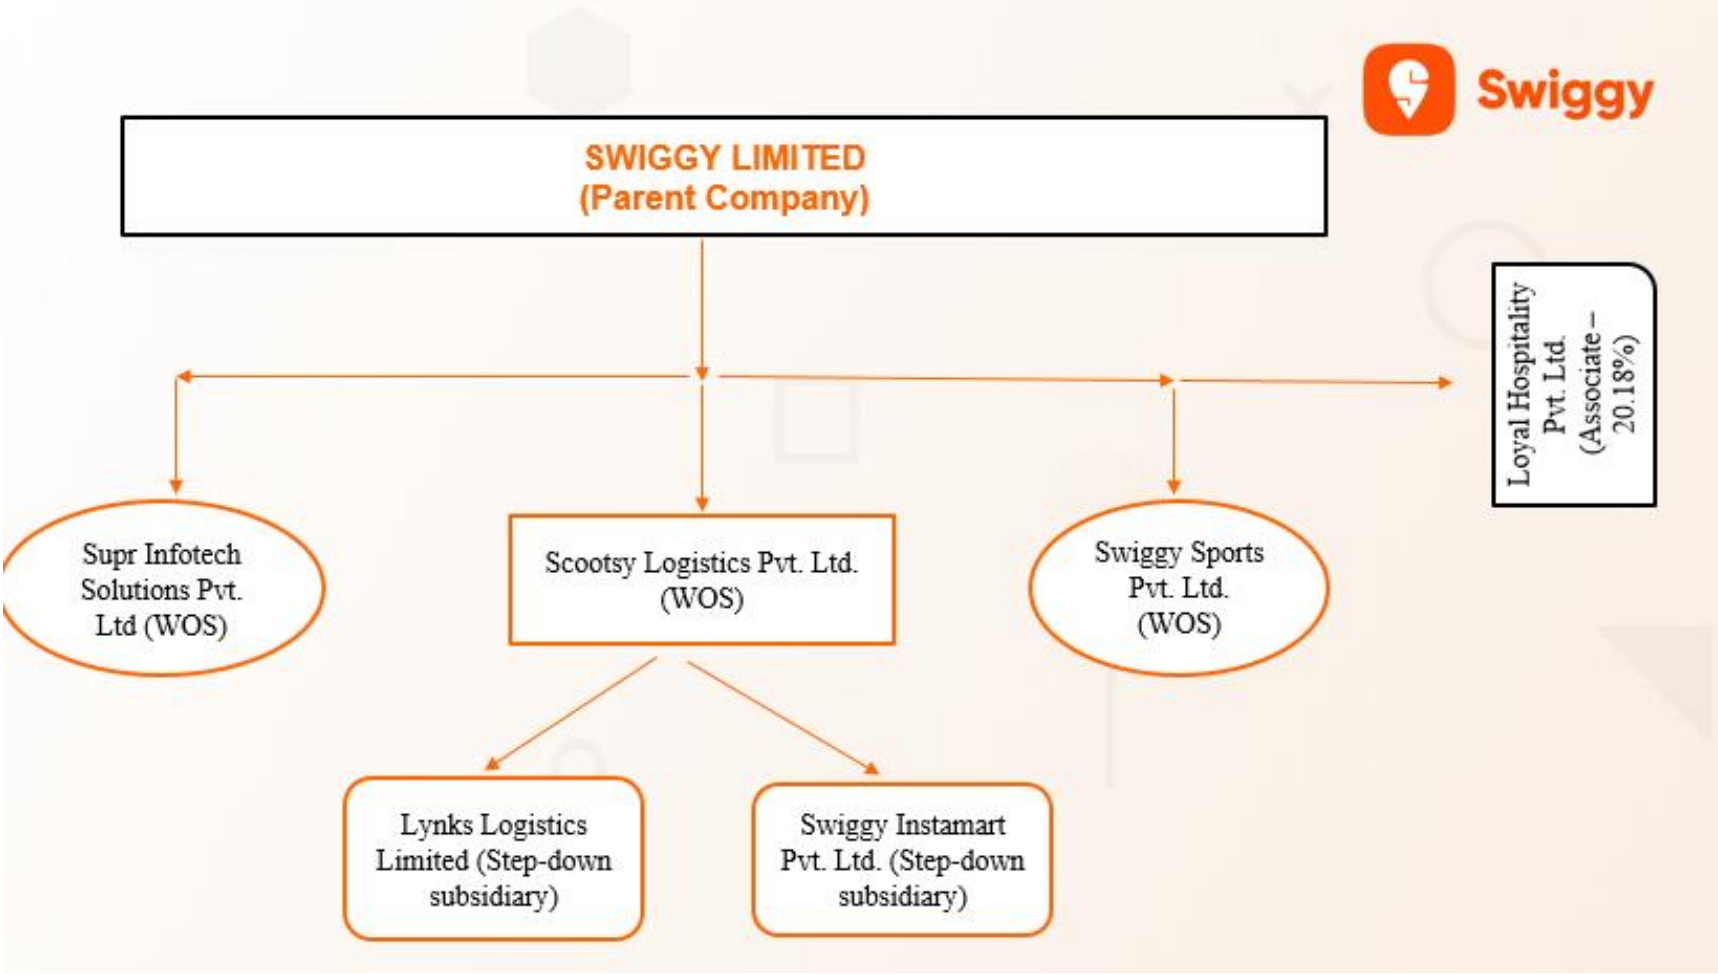 Swiggy
SWIGGY LIMITED
(Parent Company)
Loyal Hospitality
Pvt. Ltd.
(Associate –
20.18%)
Supr Infotech
Solutions Pvt.
Ltd (WOS)
Scootsy Logistics Pvt. Ltd.
(WOS)
Swiggy Sports
Pvt. Ltd.
(WOS)
Lynks Logistics
Limited (Step-down
subsidiary)
Swiggy Instamart
Pvt. Ltd. (Step-down
subsidiary)